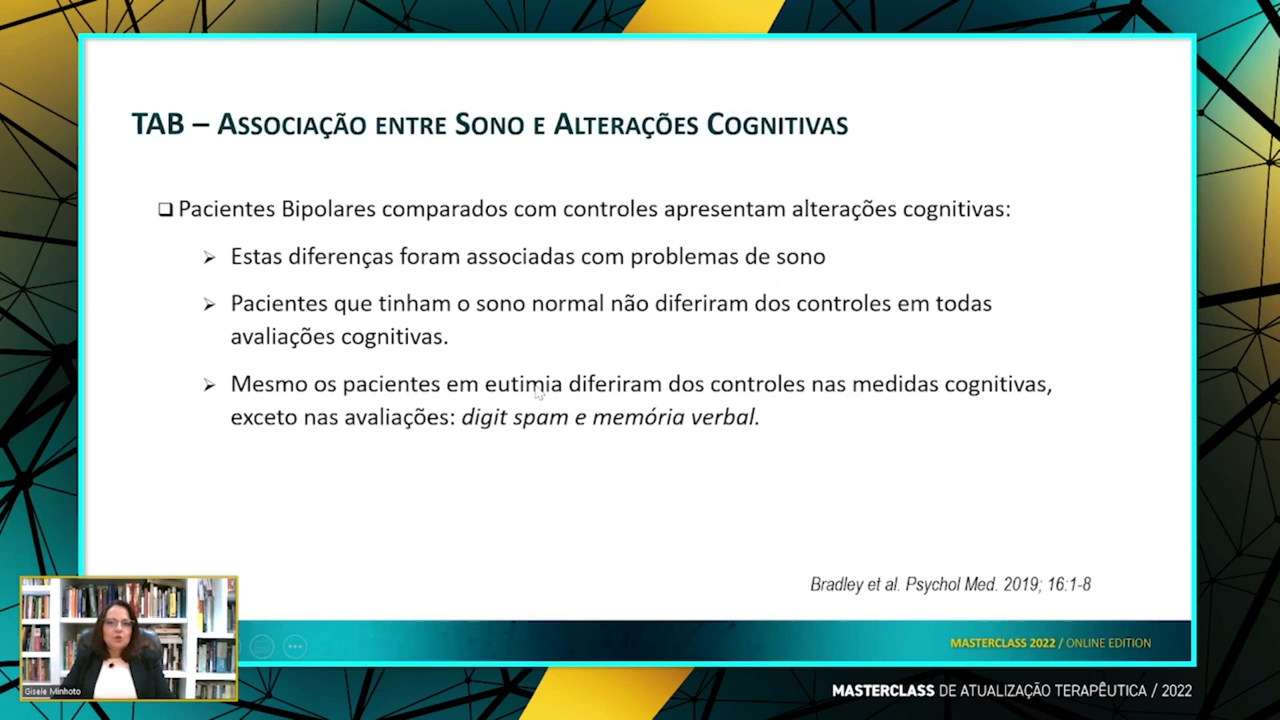 TAB – ASSOCIAÇÃO ENTRE SONO E ALTERAÇÕES COGNITIVAS
Pacientes Bipolares comparados com controles apresentam alterações cognitivas:
Estas diferenças foram associadas com problemas de sono
Pacientes que tinham o sono normal não diferiram dos controles em todas
avaliações cognitivas.
Mesmo os pacientes em eutimia diferiram dos controles nas medidas cognitivas,
exceto nas avaliações: digit spam e memória verbal.
Bradley et al. Psychol Med. 2019; 16:1-8
MASTERCLASS 2022 / ONLINE EDITION
Gisele Minhoto
MASTERCLASS DE ATUALIZAÇÃO TERAPÊUTICA / 2022